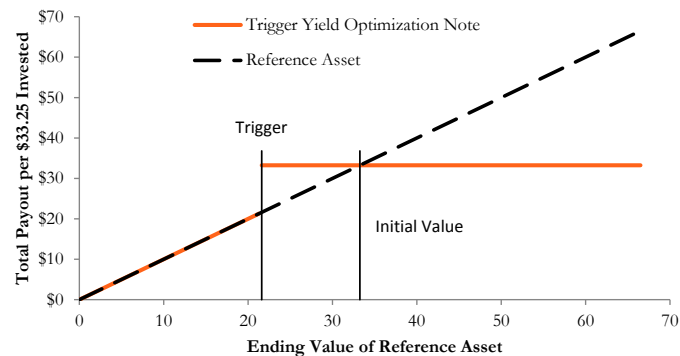 Trigger Yield Optimization Note
Reference Asset
Total Payout per $33.25 Invested
$70
$60
$50
$40
$30
$20
$10
$0
Trigger
Initial Value
0 10 20 30 40 50 60 70
Ending Value of Reference Asset